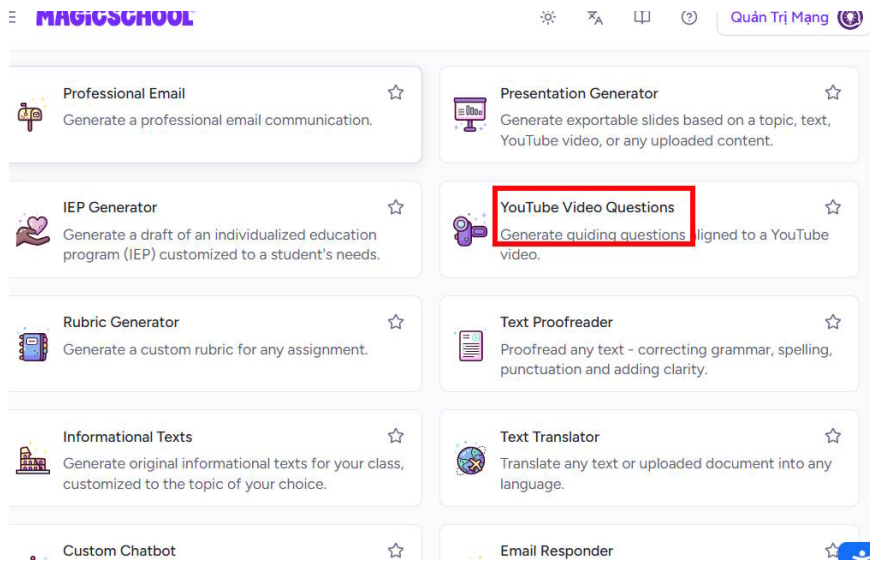 MAGICSCHOOL
Quản Trị Mạng
Professional Email
Generate a professional email communication.
Presentation Generator
Generate exportable slides based on a topic, text,
YouTube video, or any uploaded content.
IEP Generator
Generate a draft of an individualized education
program (IEP) customized to a student's needs.
YouTube Video Questions
Generate guiding questions aligned to a YouTube
video.
Rubric Generator
Generate a custom rubric for any assignment.
Text Proofreader
Proofread any text - correcting grammar, spelling,
punctuation and adding clarity.
Informational Texts
Generate original informational texts for your class,
customized to the topic of your choice.
Text Translator
Translate any text or uploaded document into any
language.
Custom Chatbot
Email Responder